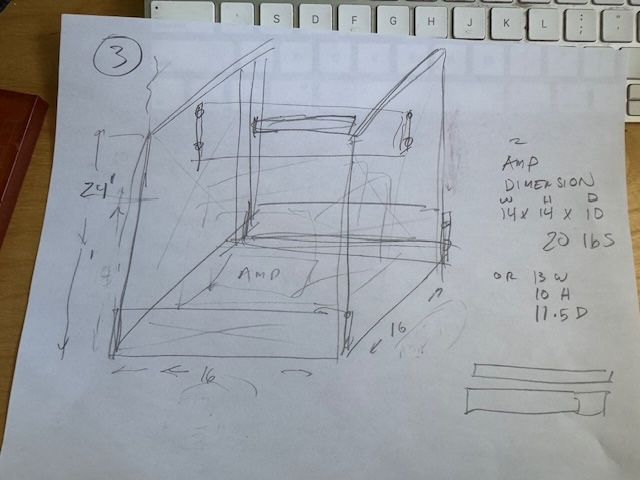 A S D F G H J K L
3
2
AMP
DIMENSION
W H D
14 X 14 X 10
20 lbS
24"
AMP
OR 13 W
10 H
11.5 D
16
16